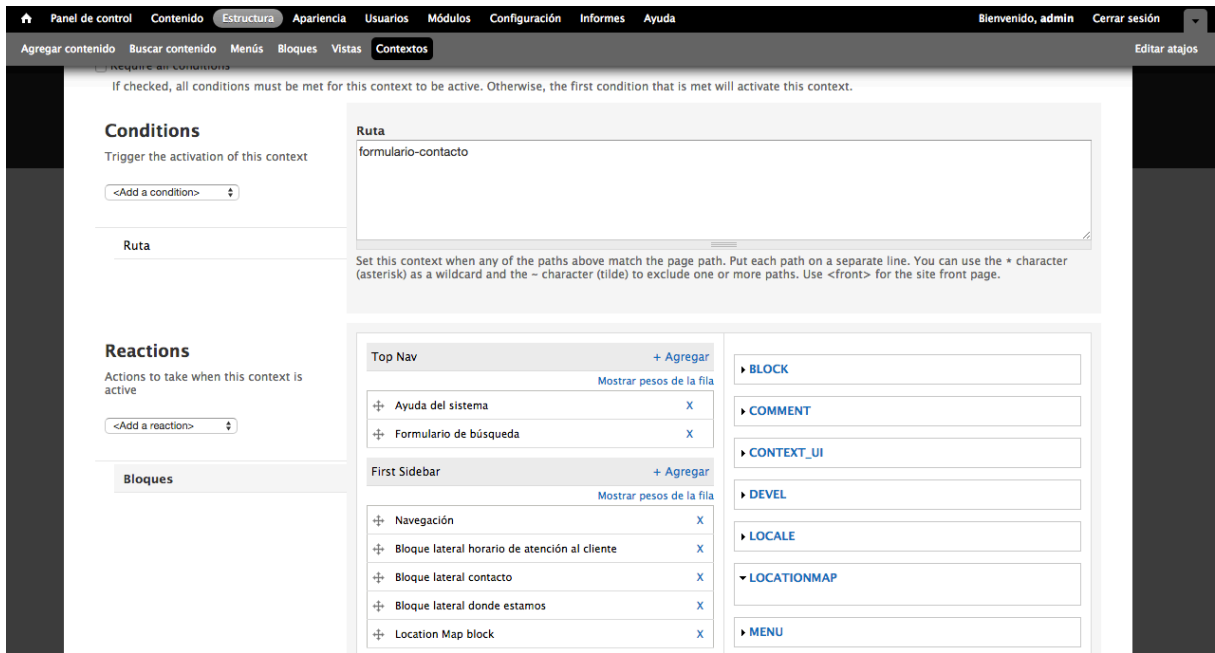 Panel de control Contenido Estructura Apariencia Usuarios Módulos Configuración Informes Ayuda Bienvenido, admin Cerrar sesión
Agregar contenido Buscar contenido Menús Bloques Vistas Contextos Editar atajos
Require all conditions
If checked, all conditions must be met for this context to be active. Otherwise, the first condition that is met will activate this context.
Conditions
Trigger the activation of this context
<Add a condition>
Ruta
Ruta
formulario-contacto
Set this context when any of the paths above match the page path. Put each path on a separate line. You can use the * character
(asterisk) as a wildcard and the ~ character (tilde) to exclude one or more paths. Use <front> for the site front page.
Reactions
Actions to take when this context is
active
<Add a reaction>
Bloques
Top Nav + Agregar
Mostrar pesos de la fila
Ayuda del sistema X
Formulario de búsqueda X
First Sidebar + Agregar
Mostrar pesos de la fila
Navegación X
Bloque lateral horario de atención al cliente X
Bloque lateral contacto X
Bloque lateral donde estamos X
Location Map block X
BLOCK
COMMENT
CONTEXT_UI
DEVEL
LOCALE
LOCATIONMAP
MENU